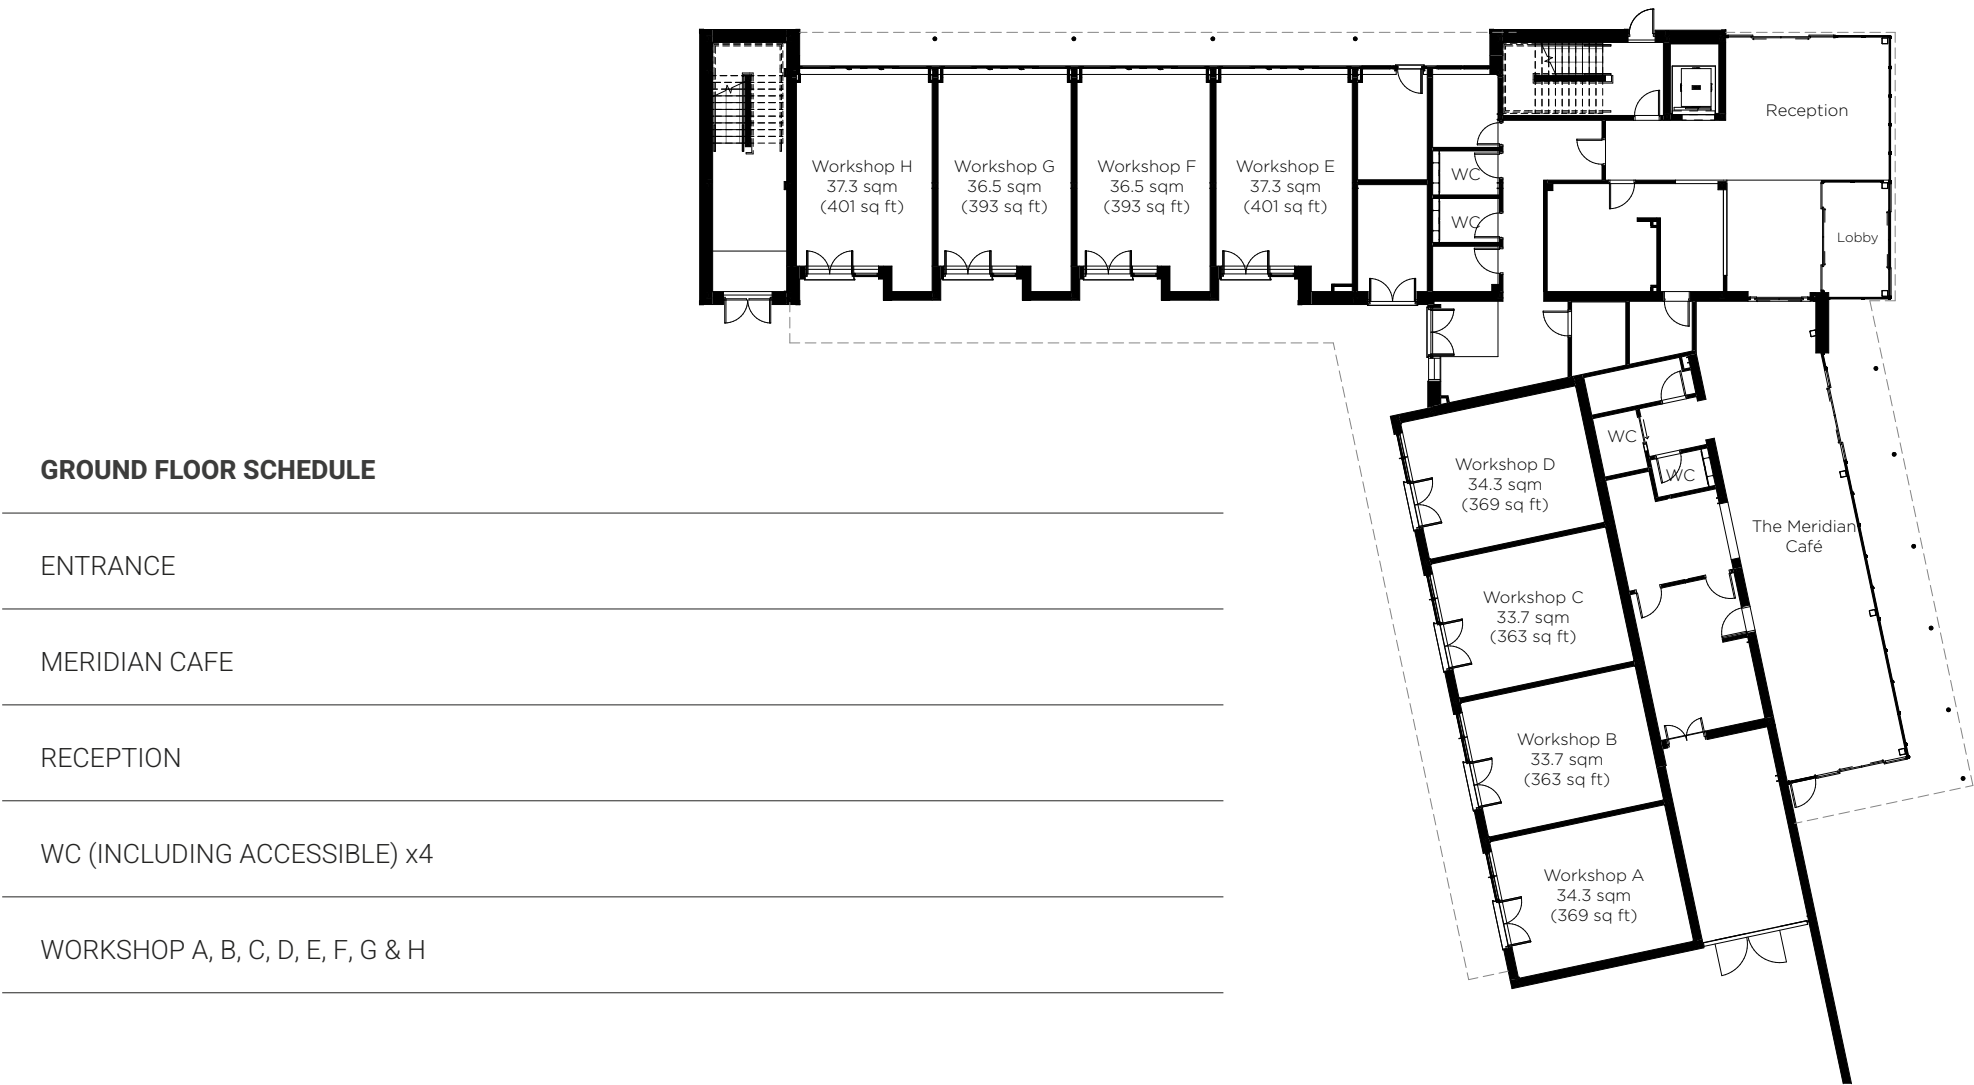 Reception
Workshop H
37.3 sqm
(401 sq ft)
Workshop G
36.5 sqm
(393 sq ft)
Workshop F
36.5 sqm
(393 sq ft)
Workshop E
37.3 sqm
(401 sq ft)
WC
WC
Lobby
GROUND FLOOR SCHEDULE
ENTRANCE
MERIDIAN CAFE
RECEPTION
WC (INCLUDING ACCESSIBLE) x4
WORKSHOP A, B, C, D, E, F, G & H
WC
WC
Workshop D
34.3 sqm
(369 sq ft)
The Meridian
Café
Workshop C
33.7 sqm
(363 sq ft)
Workshop B
33.7 sqm
(363 sq ft)
Workshop A
34.3 sqm
(369 sq ft)